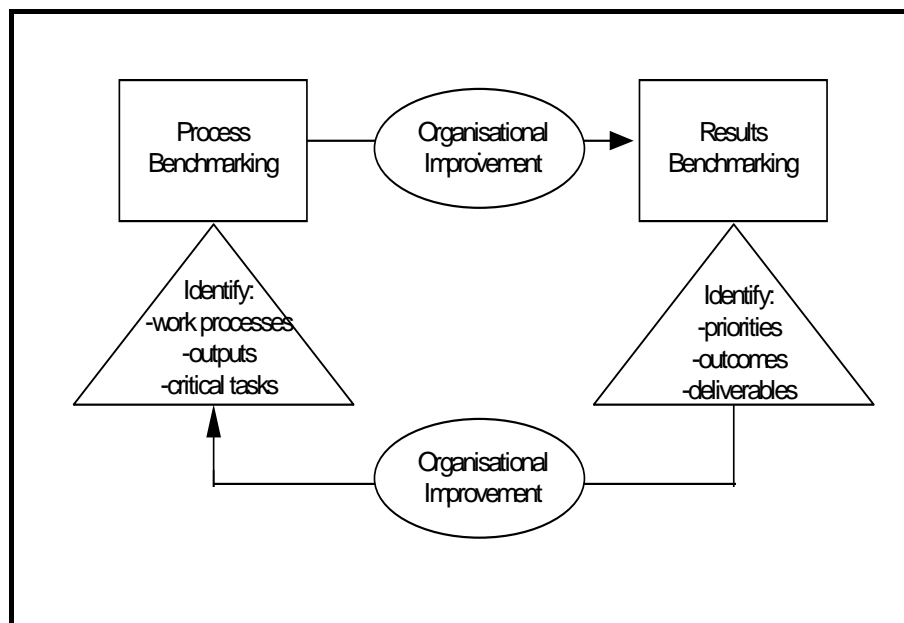 Process
Benchmarking
Organisational
Improvement
Results
Benchmarking
Identify:
-work processes
-outputs
-critical tasks
Identify:
-priorities
-outcomes
-deliverables
Organisational
Improvement